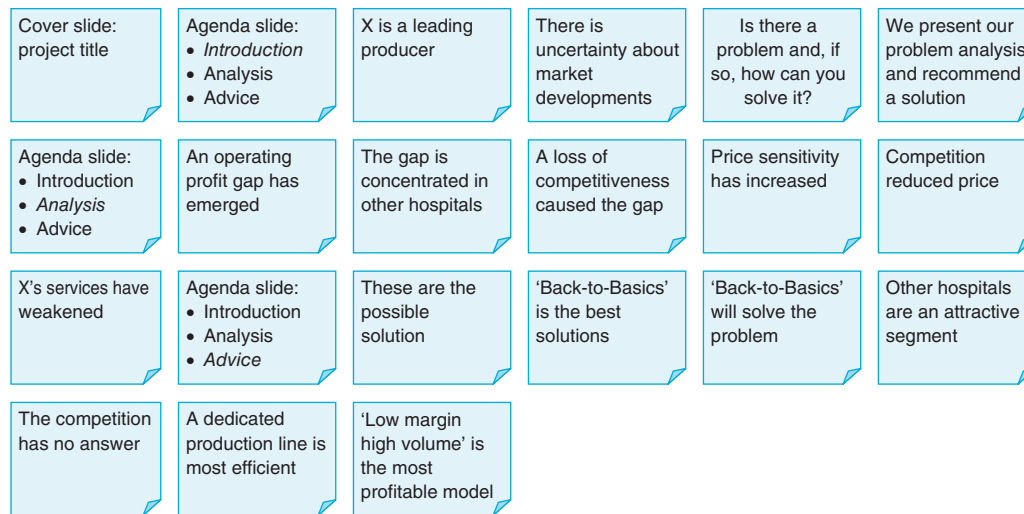 Cover slide:
project title
Agenda slide:
• Introduction
• Analysis
• Advice
X is a leading
producer
There is
uncertainty about
market
developments
Is there a
problem and, if
so, how can you
solve it?
We present our
problem analysis
and recommend
a solution
Agenda slide:
• Introduction
• Analysis
• Advice
An operating
profit gap has
emerged
The gap is
concentrated in
other hospitals
A loss of
competitiveness
caused the gap
Price sensitivity
has increased
Competition
reduced price
X's services have
weakened
Agenda slide:
• Introduction
• Analysis
• Advice
These are the
possible
solution
‘Back-to-Basics’
is the best
solutions
‘Back-to-Basics’
will solve the
problem
Other hospitals
are an attractive
segment
The competition
has no answer
A dedicated
production line is
most efficient
‘Low margin
high volume’ is
the most
profitable model